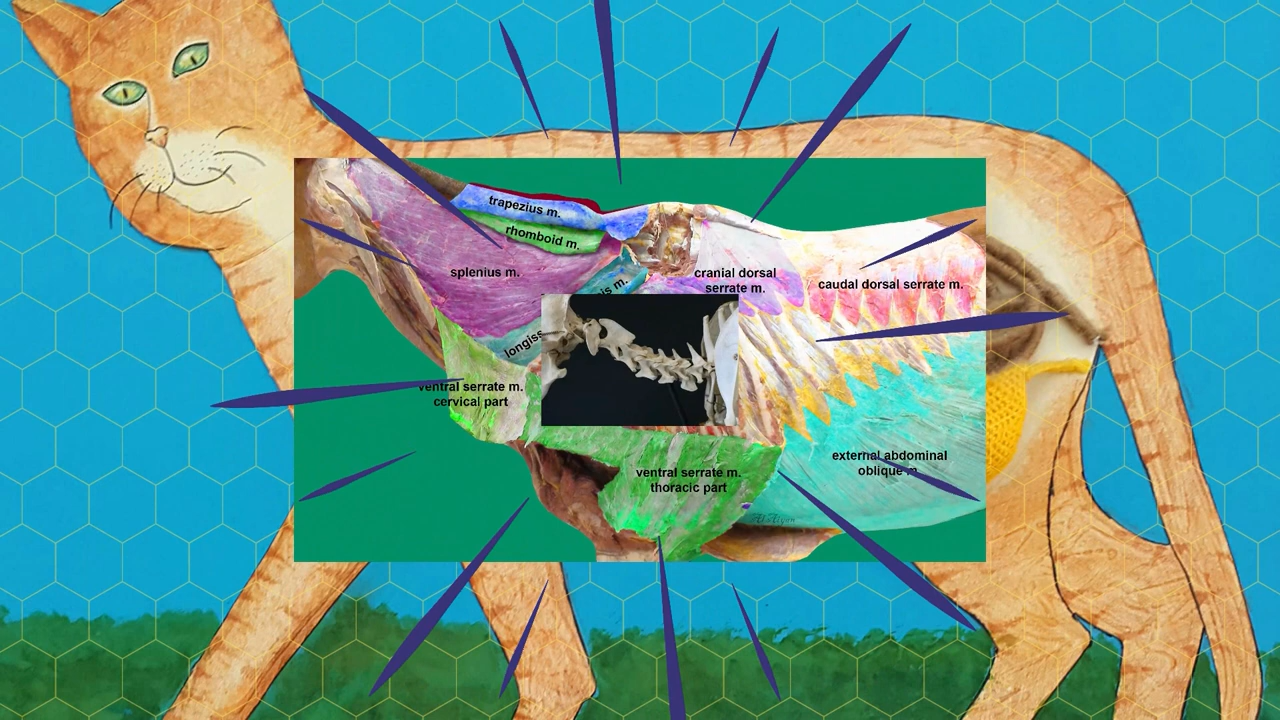 trapezius m.
rhomboid m.
splenius m.
cranial dorsal
serrate m.
caudal dorsal serrate m.
is m.
longiss
ventral serrate m.
cervical part
ventral serrate m.
thoracic part
external abdominal
oblique m.